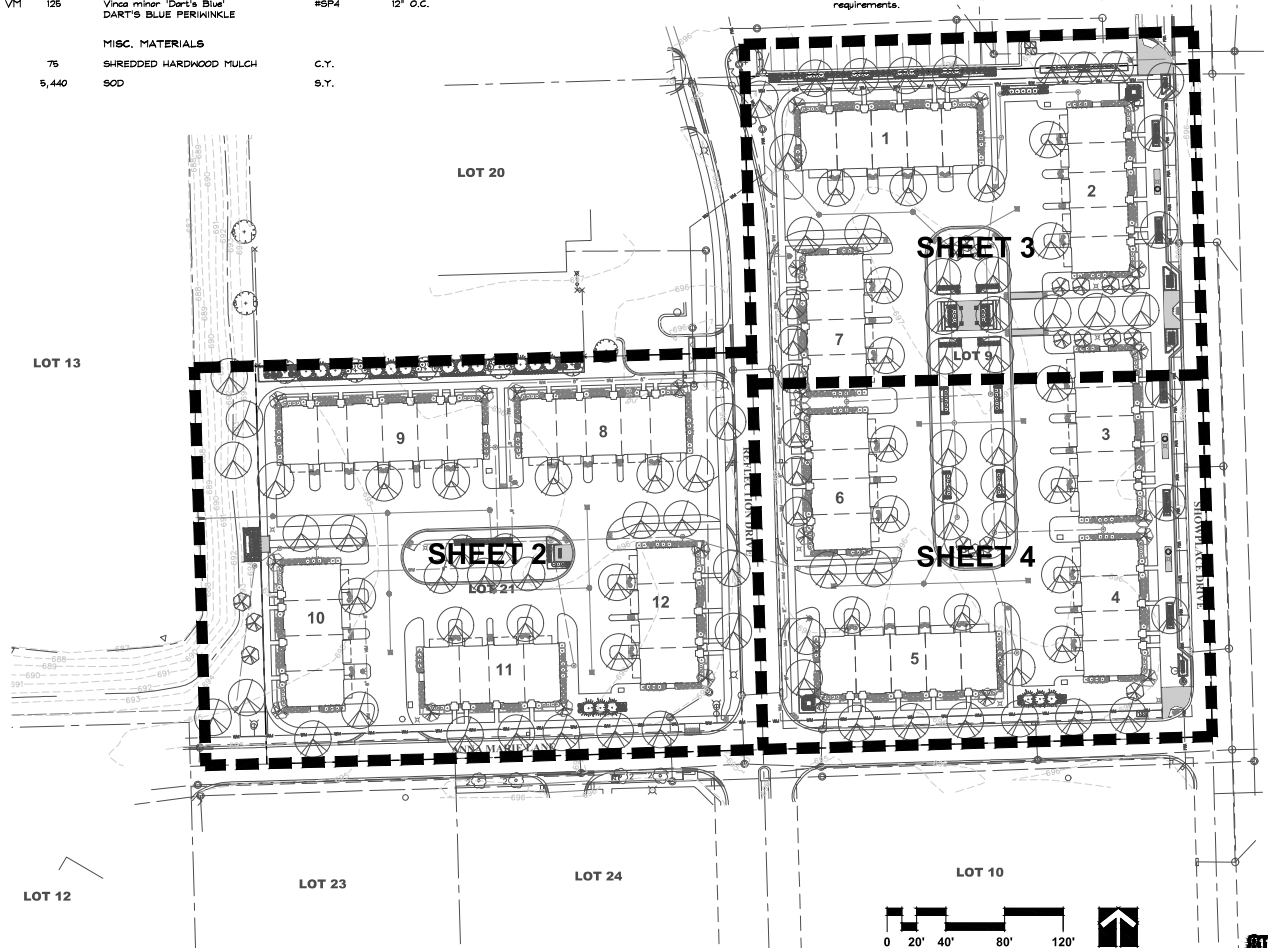 VM 125 Vinca minor 'Dart's Blue' #SP4 12" O.C.
DART'S BLUE PERIWINKLE
requirements.
MISC. MATERIALS
75 SHREDDED HARDWOOD MULCH C.Y.
5,440 SOD S.Y.
LOT 20
1
2
SHEET 3
7
LOT 9
LOT 13
9
8
3
6
REFLECTION DRIVE
SHOWPLACE DRIVE
SHEET 2
SHEET 4
LOT 21
10
12
4
11
5
ANNA MARIE LANE
LOT 12
LOT 23
LOT 24
LOT 10
0 20' 40' 80' 120'